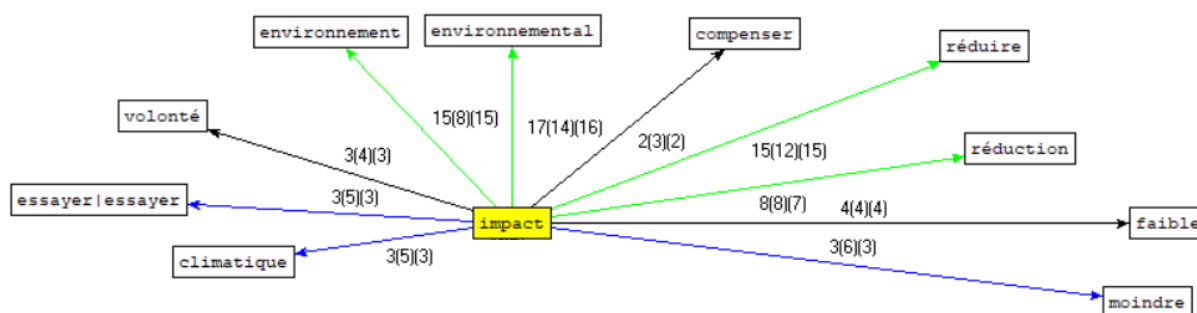 environnement
environnemental
compenser
réduire
volonté
15(8)(15)
17(14)(16)
2(3)(2)
15(12)(15)
réduction
3(4)(3)
essayer|essayer
3(5)(3)
impact
8(8)(7)
4(4)(4)
faible
climatique
3(5)(3)
3(6)(3)
moindre